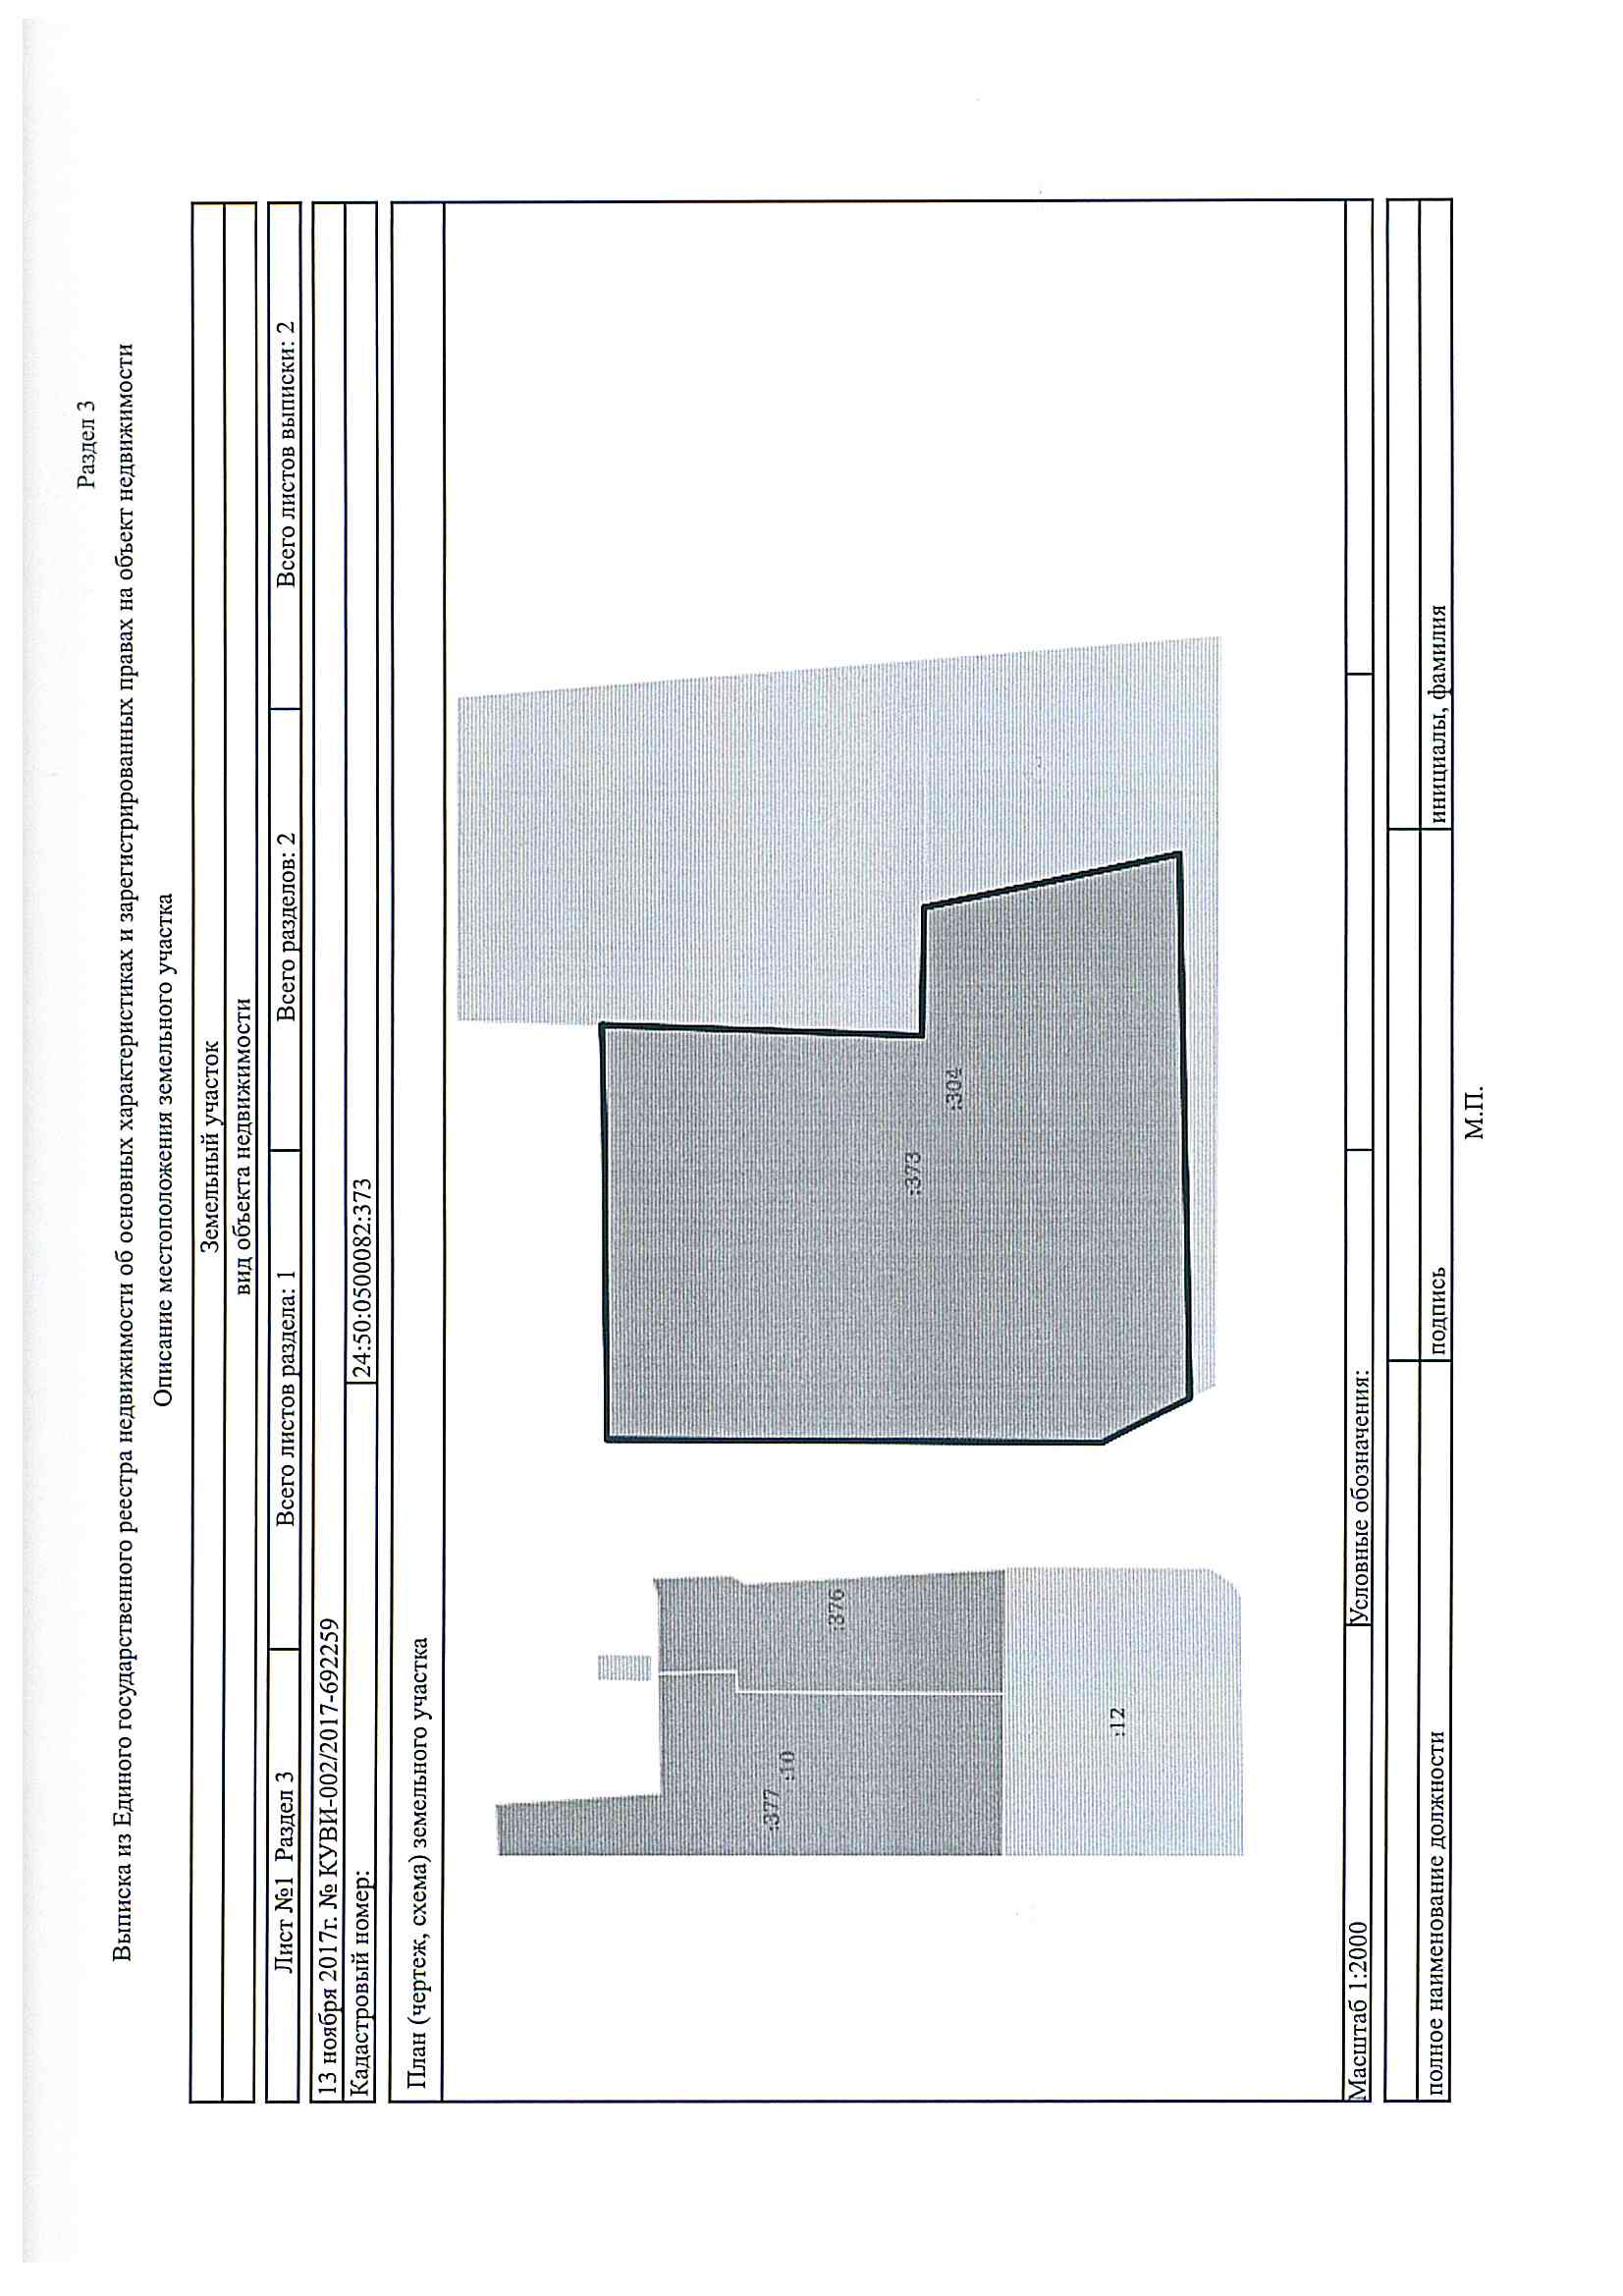 Раздел 3
Выписка из Единого государственного реестра недвижимости об основных характеристиках и зарегистрированных правах на объект недвижимости
Описание местоположения земельного участка
Земельный участок
вид объекта недвижимости
Лист №1 Раздел 3 Всего листов раздела: 1 Всего разделов: 2 Всего листов выписки: 2
13 ноября 2017г. № КУВИ-002/2017-692259
Кадастровый номер: 24:50:0500082:373
План (чертеж, схема) земельного участка
:377
:10
:376
:373
:304
:12
Масштаб 1:2000 Условные обозначения:
полное наименование должности подпись инициалы, фамилия
М.П.